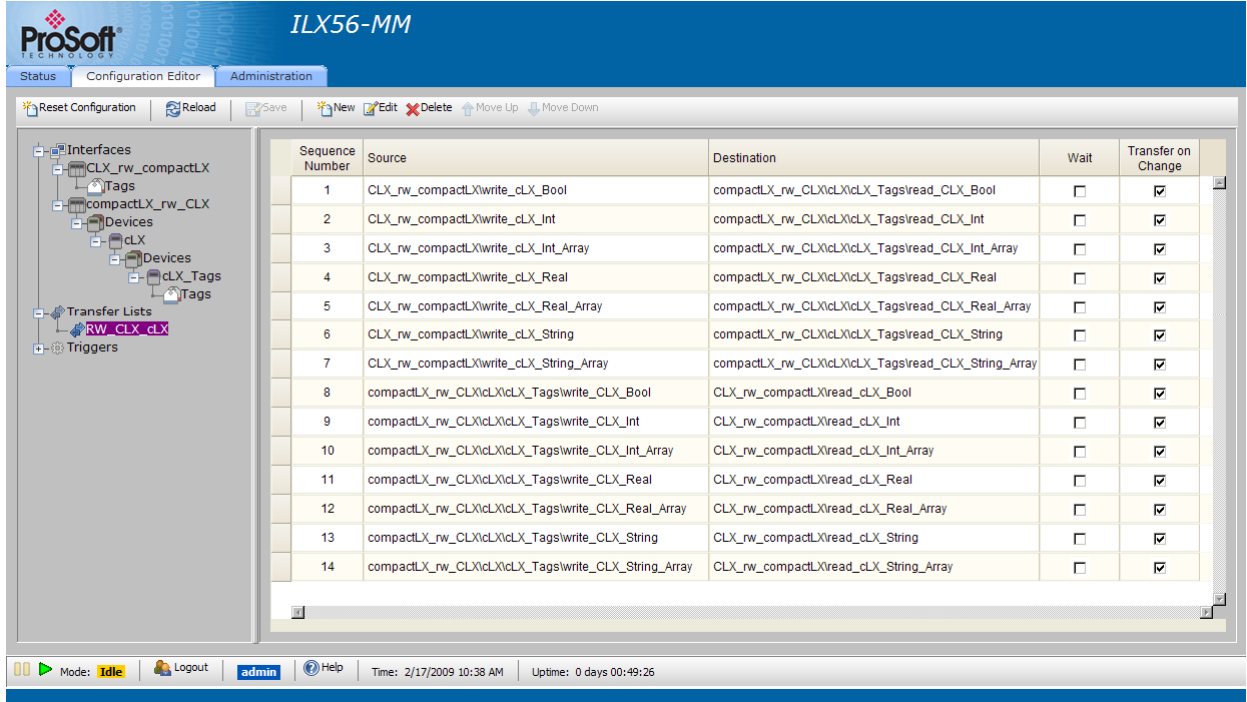 ProSoft®
TECHNOLOGY
ILX56-MM
Status Configuration Editor Administration
Reset Configuration Reload Save New Edit Delete Move Up Move Down
Interfaces
CLX_rw_compactLX
Tags
compactLX_rw_CLX
Devices
cLX
Devices
cLX_Tags
Tags
Transfer Lists
RW_CLX_cLX
Triggers
Sequence Number Source Destination Wait Transfer on Change
1 CLX_rw_compactLX\write_cLX_Bool compactLX_rw_CLX\cLX\cLX_Tags\read_CLX_Bool
2 CLX_rw_compactLX\write_cLX_Int compactLX_rw_CLX\cLX\cLX_Tags\read_CLX_Int
3 CLX_rw_compactLX\write_cLX_Int_Array compactLX_rw_CLX\cLX\cLX_Tags\read_CLX_Int_Array
4 CLX_rw_compactLX\write_cLX_Real compactLX_rw_CLX\cLX\cLX_Tags\read_CLX_Real
5 CLX_rw_compactLX\write_cLX_Real_Array compactLX_rw_CLX\cLX\cLX_Tags\read_CLX_Real_Array
6 CLX_rw_compactLX\write_cLX_String compactLX_rw_CLX\cLX\cLX_Tags\read_CLX_String
7 CLX_rw_compactLX\write_cLX_String_Array compactLX_rw_CLX\cLX\cLX_Tags\read_CLX_String_Array
8 compactLX_rw_CLX\cLX\cLX_Tags\write_CLX_Bool CLX_rw_compactLX\read_cLX_Bool
9 compactLX_rw_CLX\cLX\cLX_Tags\write_CLX_Int CLX_rw_compactLX\read_cLX_Int
10 compactLX_rw_CLX\cLX\cLX_Tags\write_CLX_Int_Array CLX_rw_compactLX\read_cLX_Int_Array
11 compactLX_rw_CLX\cLX\cLX_Tags\write_CLX_Real CLX_rw_compactLX\read_cLX_Real
12 compactLX_rw_CLX\cLX\cLX_Tags\write_CLX_Real_Array CLX_rw_compactLX\read_cLX_Real_Array
13 compactLX_rw_CLX\cLX\cLX_Tags\write_CLX_String CLX_rw_compactLX\read_cLX_String
14 compactLX_rw_CLX\cLX\cLX_Tags\write_CLX_String_Array CLX_rw_compactLX\read_cLX_String_Array
Mode: Idle Logout admin Help Time: 2/17/2009 10:38 AM Uptime: 0 days 00:49:26